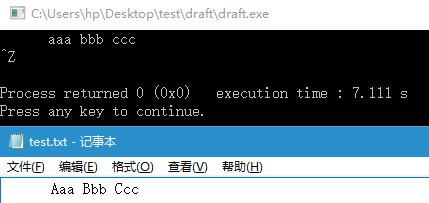 C:\Users\hp\Desktop\test\draft\draft.exe
aaa bbb ccc
^Z
Process returned 0 (0x0)   execution time : 7.111 s
Press any key to continue.
test.txt - 记事本
文件(F) 编辑(E) 格式(O) 查看(V) 帮助(H)
Aaa Bbb Ccc